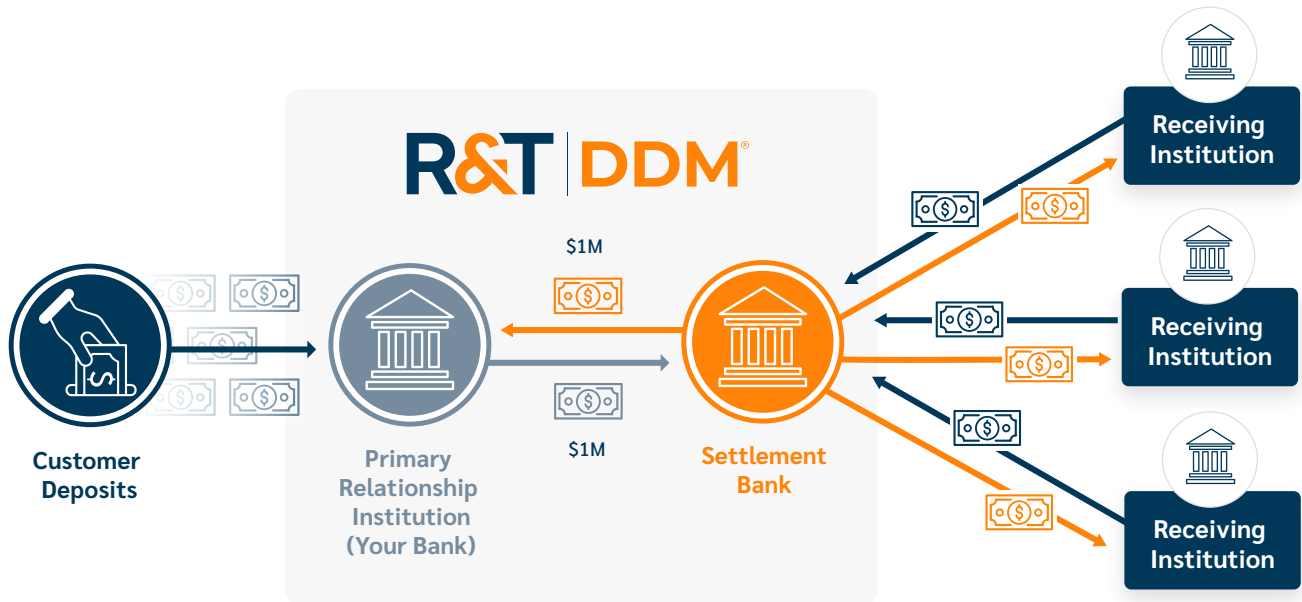 R&T | DDM®
$1M
$1M
Customer
Deposits
Primary
Relationship
Institution
(Your Bank)
Settlement
Bank
Receiving
Institution
Receiving
Institution
Receiving
Institution